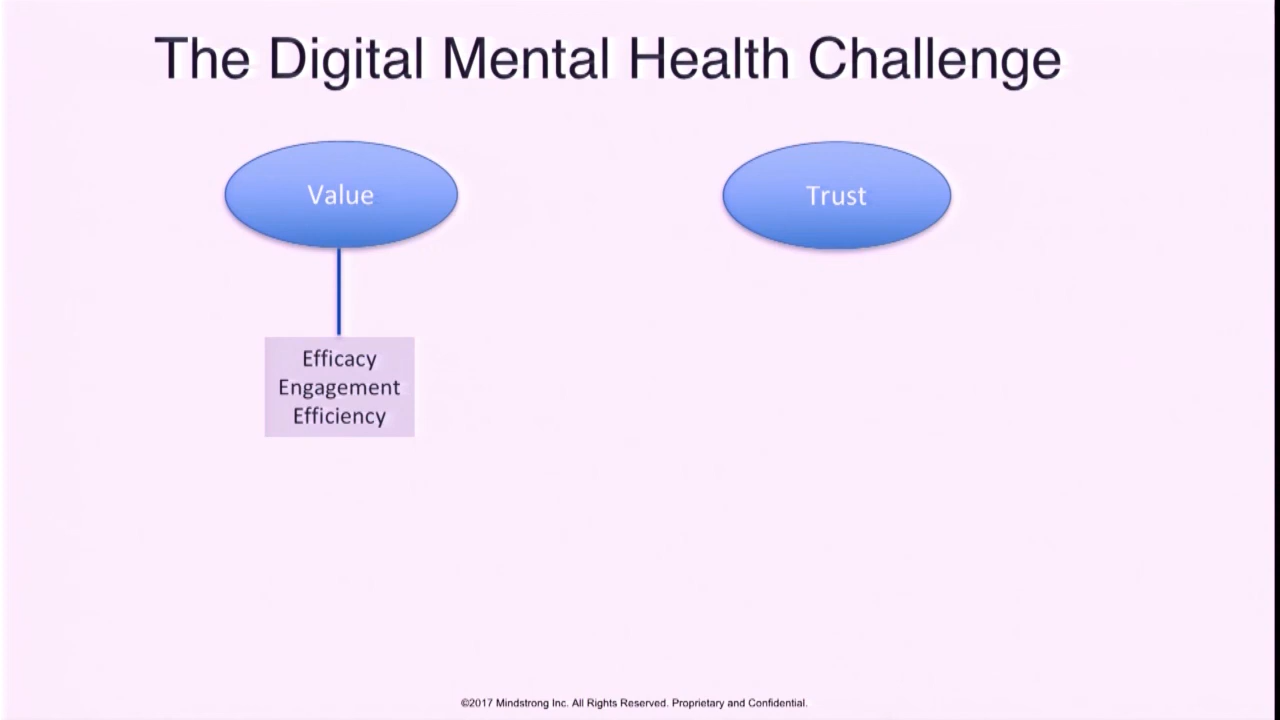 The Digital Mental Health Challenge
Value
Trust
Efficacy
Engagement
Efficiency
©2017 Mindstrong Inc. All Rights Reserved. Proprietary and Confidential.